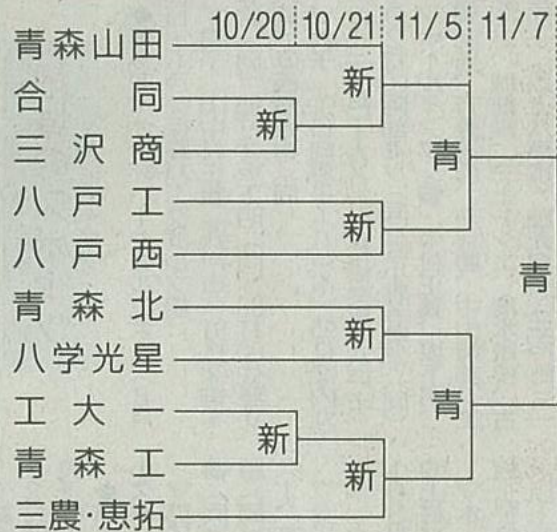 10/20 10/21 11/5 11/7
青森山田
合同
三沢商
八戸工
八戸西
青森北
八学光星
工大一
青森工
三農・恵拓
新
新
青
新
青
新
青
新
新